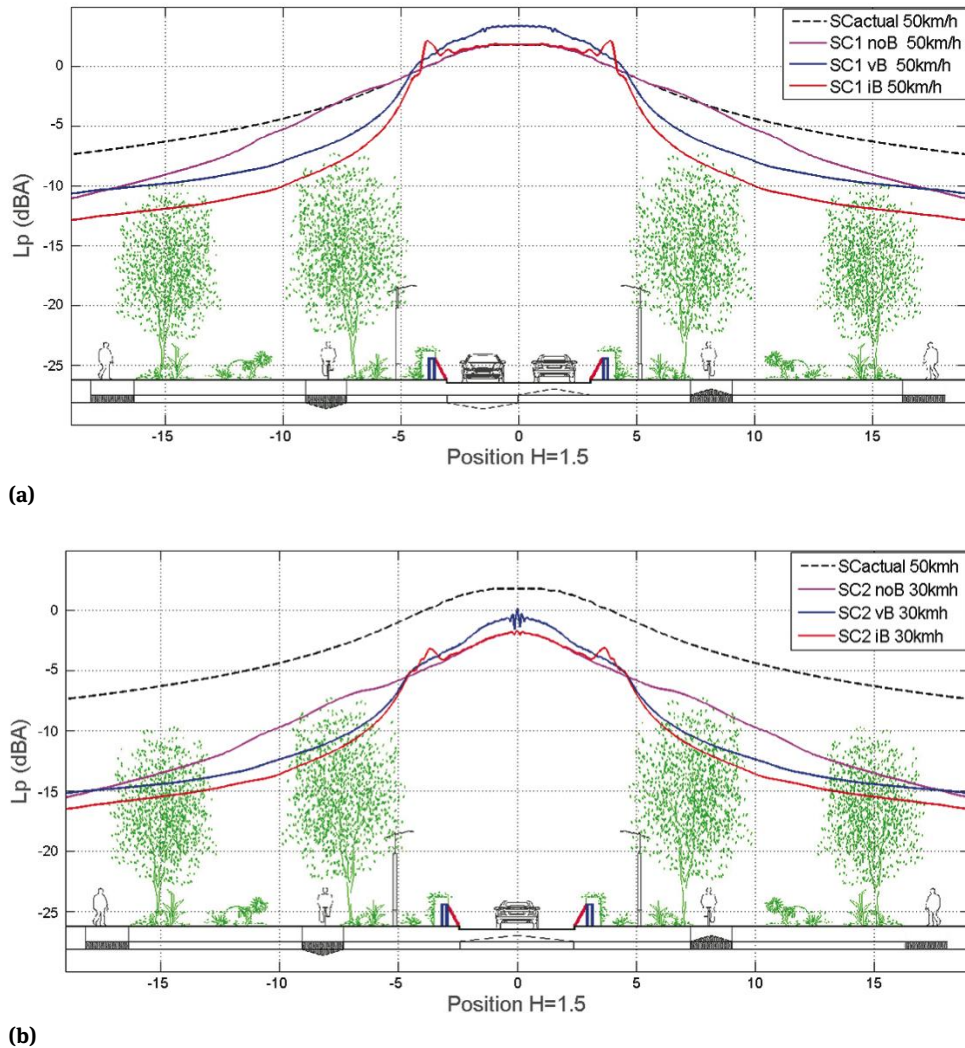 SCactual 50km/h
SC1 noB 50km/h
SC1 vB 50km/h
SC1 iB 50km/h
Lp (dBA)
0
-5
-10
-15
-20
-25
-15
-10
-5
0
5
10
15
Position H=1.5
(a)
SCactual 50kmh
SC2 noB 30kmh
SC2 vB 30kmh
SC2 iB 30kmh
Lp (dBA)
0
-5
-10
-15
-20
-25
-15
-10
-5
0
5
10
15
Position H=1.5
(b)